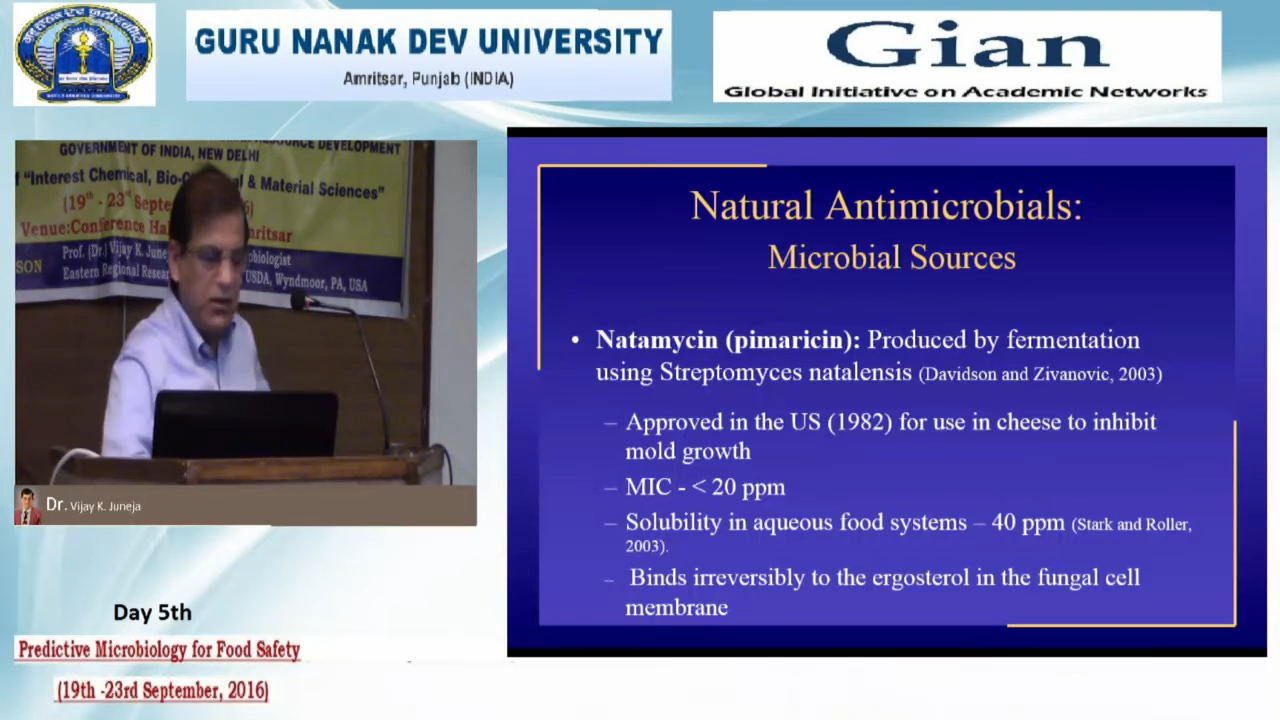 GURU NANAK DEV UNIVERSITY
Amritsar, Punjab (INDIA)
Gian
Global Initiative on Academic Networks
GOVERNMENT OF INDIA, NEW DELHI
RESOURCE DEVELOPMENT
"Interest Chemical, & Material Sciences"
(19th - 23rd
Venue:Conference
Prof. (Dr.) Vijay K.
Eastern Regional USDA, Wyndmoor, PA, USA
Dr. Vijay K. Juneja
Day 5th
Predictive Microbiology for Food Safety
(19th -23rd September, 2016)
Natural Antimicrobials:
Microbial Sources
• Natamycin (pimaricin): Produced by fermentation
using Streptomyces natalensis (Davidson and Zivanovic, 2003)
– Approved in the US (1982) for use in cheese to inhibit
mold growth
– MIC - < 20 ppm
– Solubility in aqueous food systems – 40 ppm (Stark and Roller,
2003).
– Binds irreversibly to the ergosterol in the fungal cell
membrane